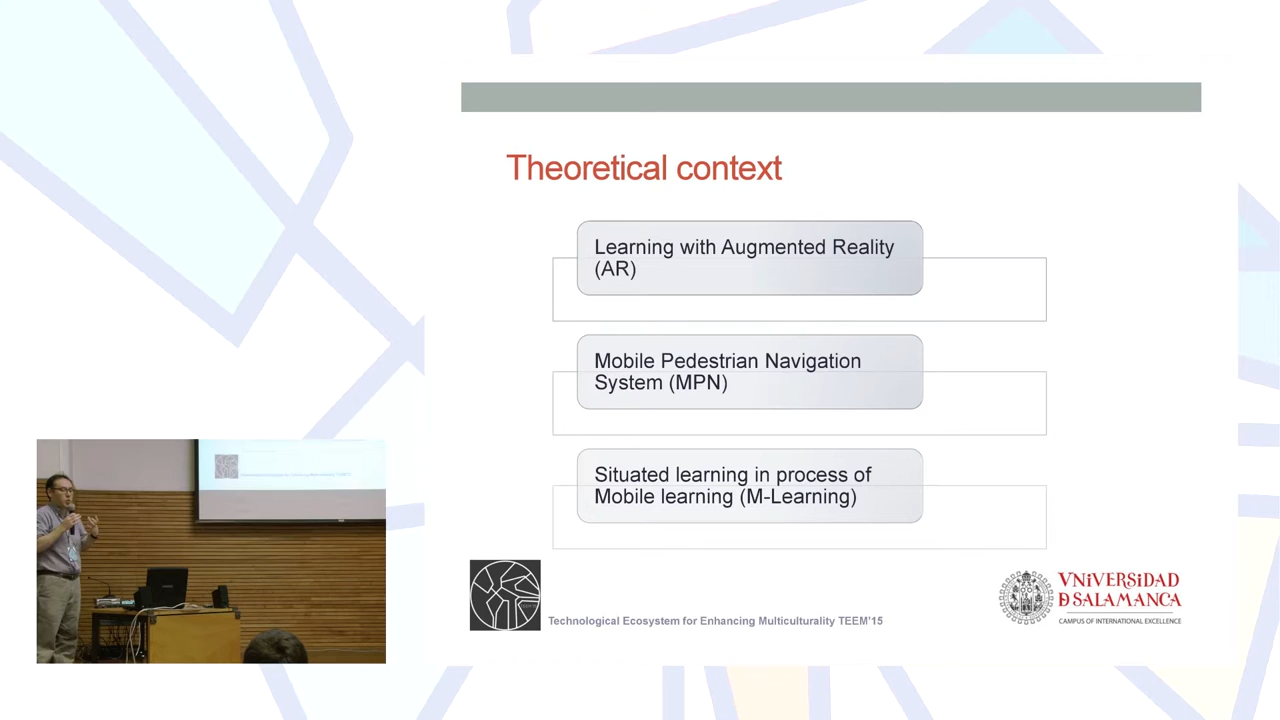 Theoretical context
Learning with Augmented Reality
(AR)
Mobile Pedestrian Navigation
System (MPN)
Situated learning in process of
Mobile learning (M-Learning)
Technological Ecosystem for Enhancing Multiculturality TEEM'15
VNiVERSiDAD
D SALAMANCA
CAMPUS OF INTERNATIONAL EXCELLENCE